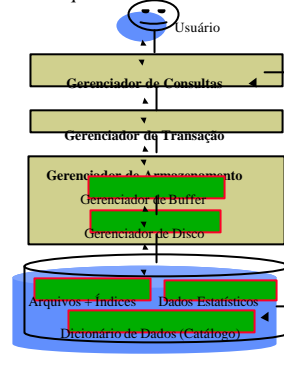 Usuário
Gerenciador de Consultas
Gerenciador de Transação
Gerenciador de Armazenamento
Gerenciador de Buffer
Gerenciador de Disco
Arquivos + Índices Dados Estatísticos
Dicionário de Dados (Catálogo)